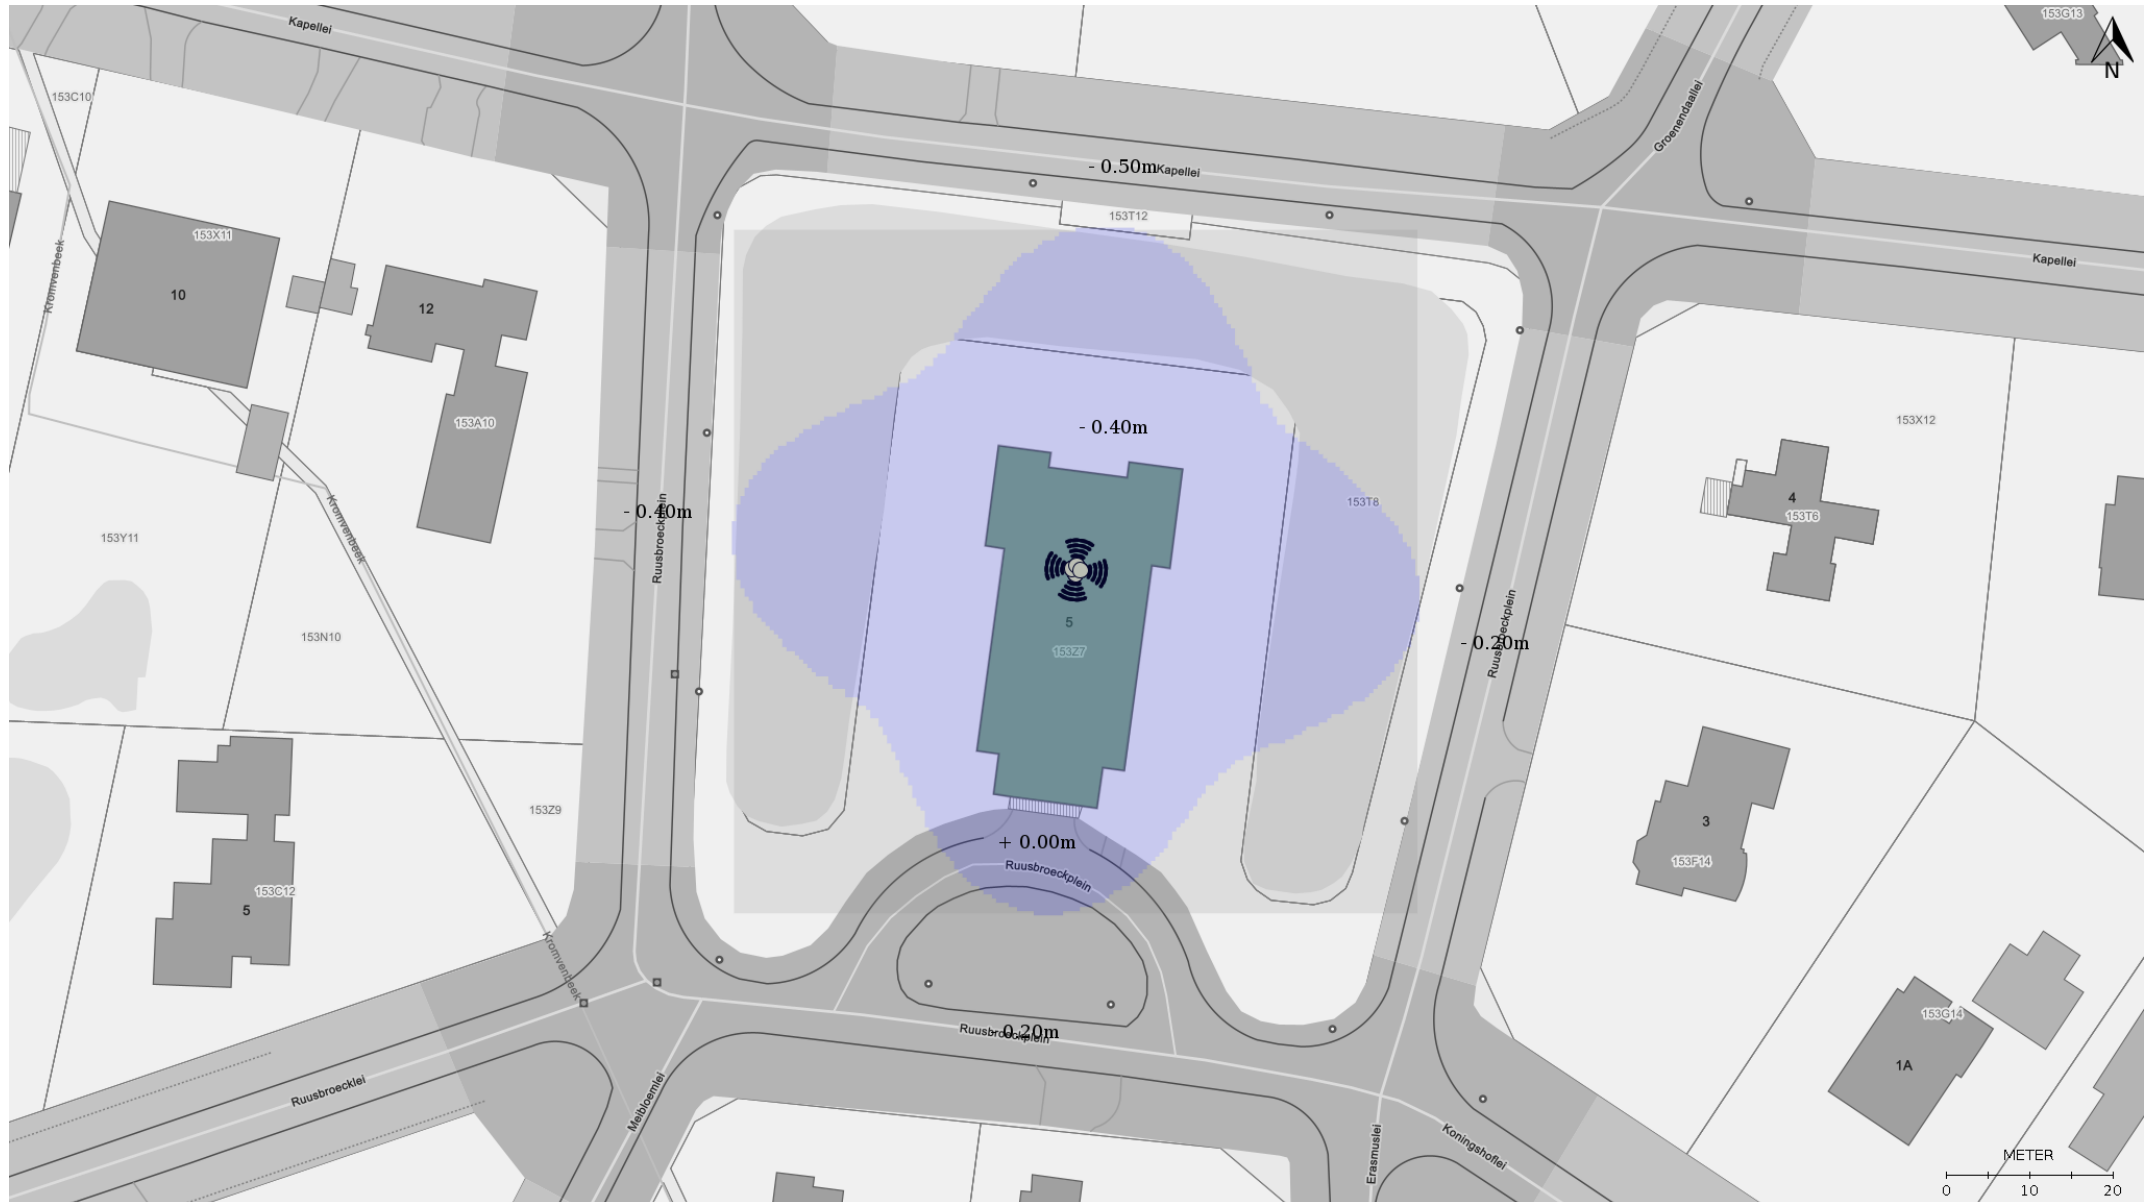 Kapellei
153G13
N
153C10
Groenendaallei
- 0.50m
Kapellei
153T12
153X11
Kromvenbeek
Kapellei
10
12
153A10
- 0.40m
153X12
153T8
4
153T6
- 0.40m
Ruusbroeckplein
153Y11
Kromvenbeek
5
153Z7
153N10
- 0.20m
Ruusbroeckplein
153Z9
3
153F14
+ 0.00m
Ruusbroeckplein
153C12
5
Kromvenbeek
153G14
1A
Ruusbroeckplein
- 0.20m
Ruusbroecklei
Meibloemlei
Erasmuslei
Koningshoflei
METER
0 10 20